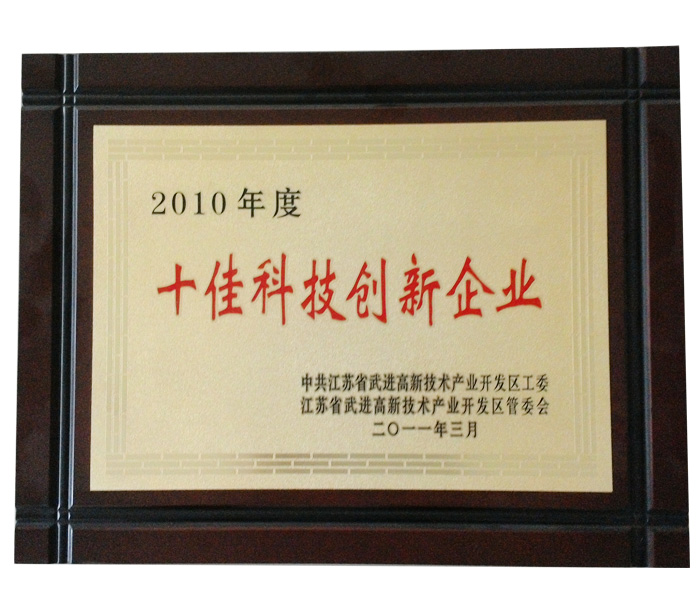 2010年度
十佳科技创新企业
中共江苏省武进高新技术产业开发区工委
江苏省武进高新技术产业开发区管委会
二〇一一年三月